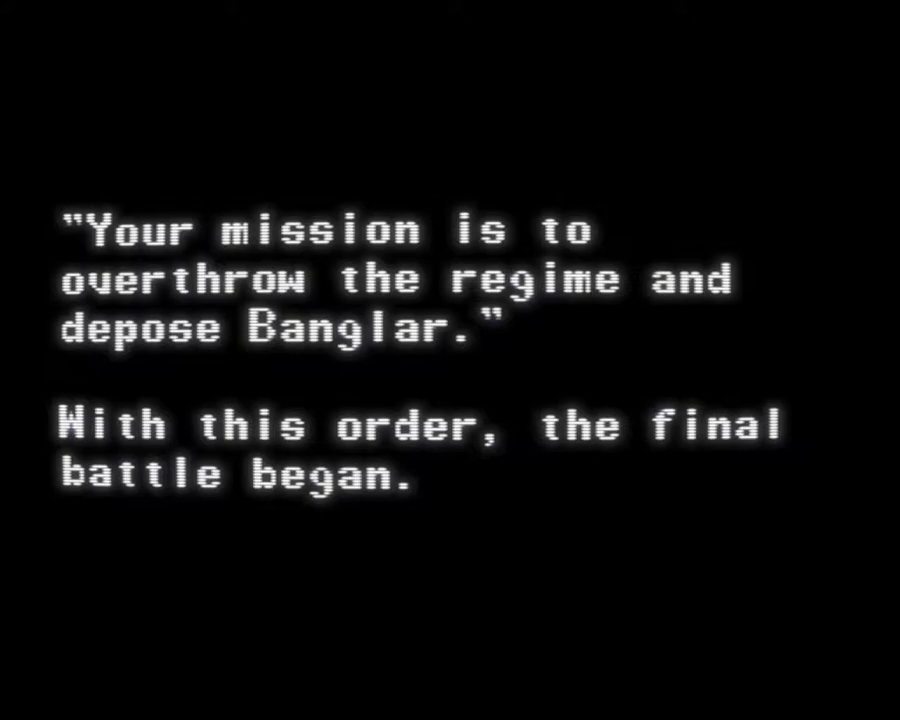 "Your mission is to
overthrow the regime and
depose Banglar."
With this order, the final
battle began.